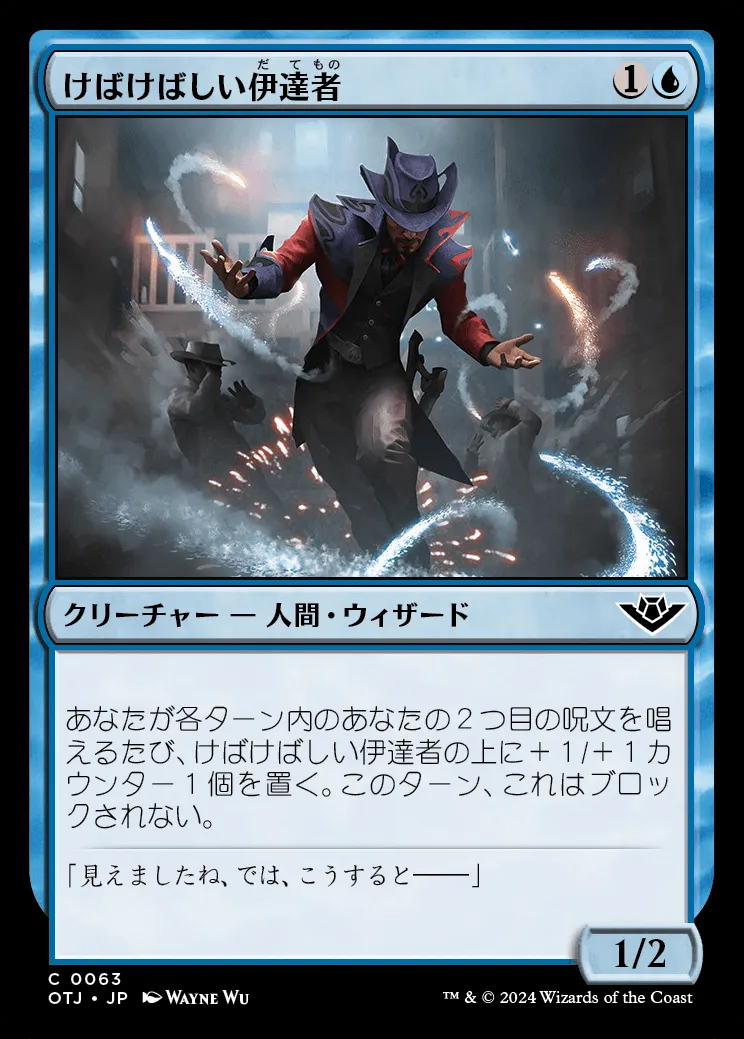 けばけばしい伊達者
だてもの
1
クリーチャー — 人間・ウィザード
あなたが各ターン内のあなたの２つ目の呪文を唱
えるたび、けばけばしい伊達者の上に＋１/＋１カ
ウンター１個を置く。このターン、これはブロッ
クされない。
「見えましたね、では、こうすると――」
1/2
C 0063
OTJ • JP Wayne Wu
™ & © 2024 Wizards of the Coast